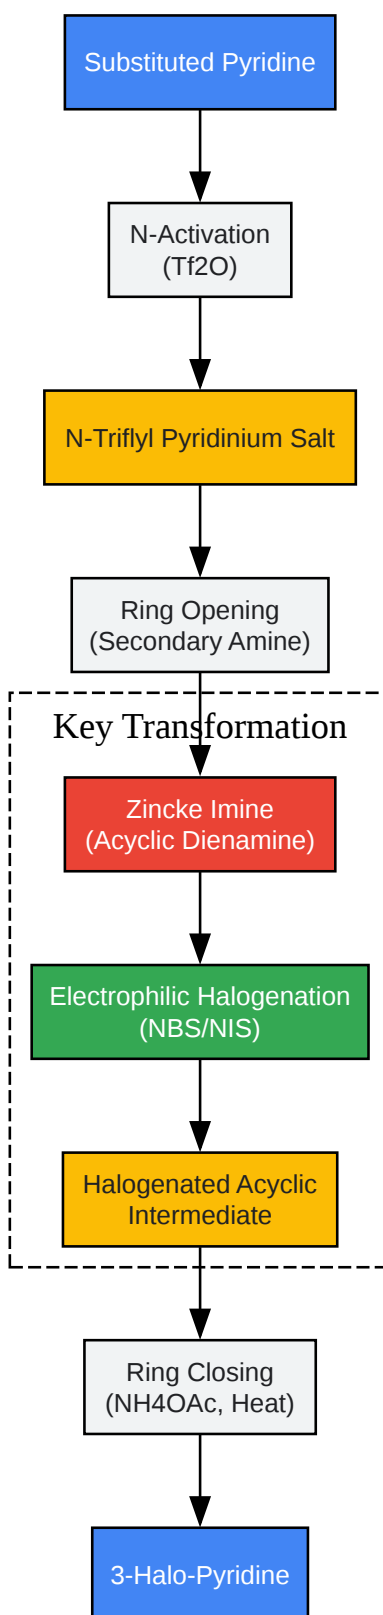 Substituted Pyridine
N-Activation
(Tf2O)
N-Triflyl Pyridinium Salt
Ring Opening
(Secondary Amine)
Key Transformation
Zincke Imine
(Acyclic Dienamine)
Electrophilic Halogenation
(NBS/NIS)
Halogenated Acyclic
Intermediate
Ring Closing
(NH4OAc, Heat)
3-Halo-Pyridine